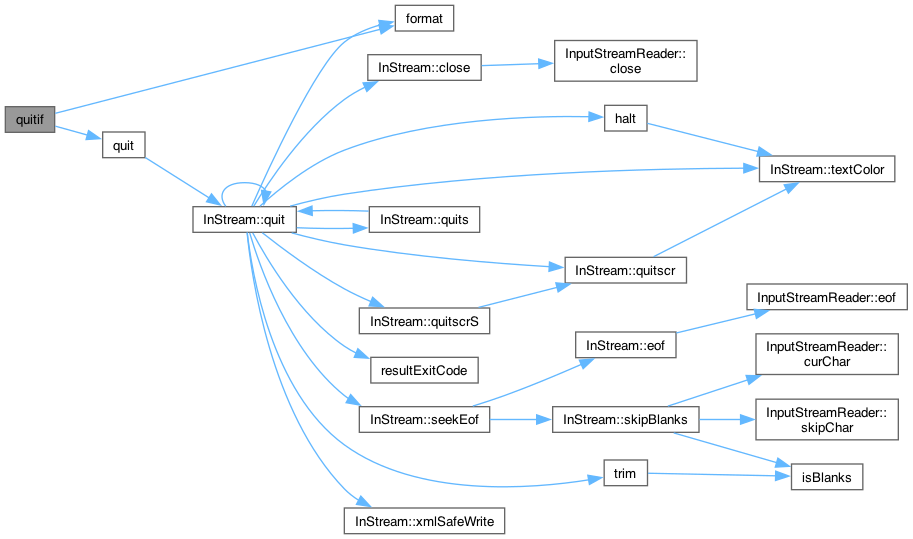 format
InStream::close
InputStreamReader::
close
quitif
halt
quit
InStream::textColor
InStream::quit
InStream::quits
InStream::quitscr
InputStreamReader::eof
InStream::quitscrS
InStream::eof
InputStreamReader::
curChar
resultExitCode
InStream::seekEof
InStream::skipBlanks
InputStreamReader::
skipChar
trim
isBlanks
InStream::xmlSafeWrite